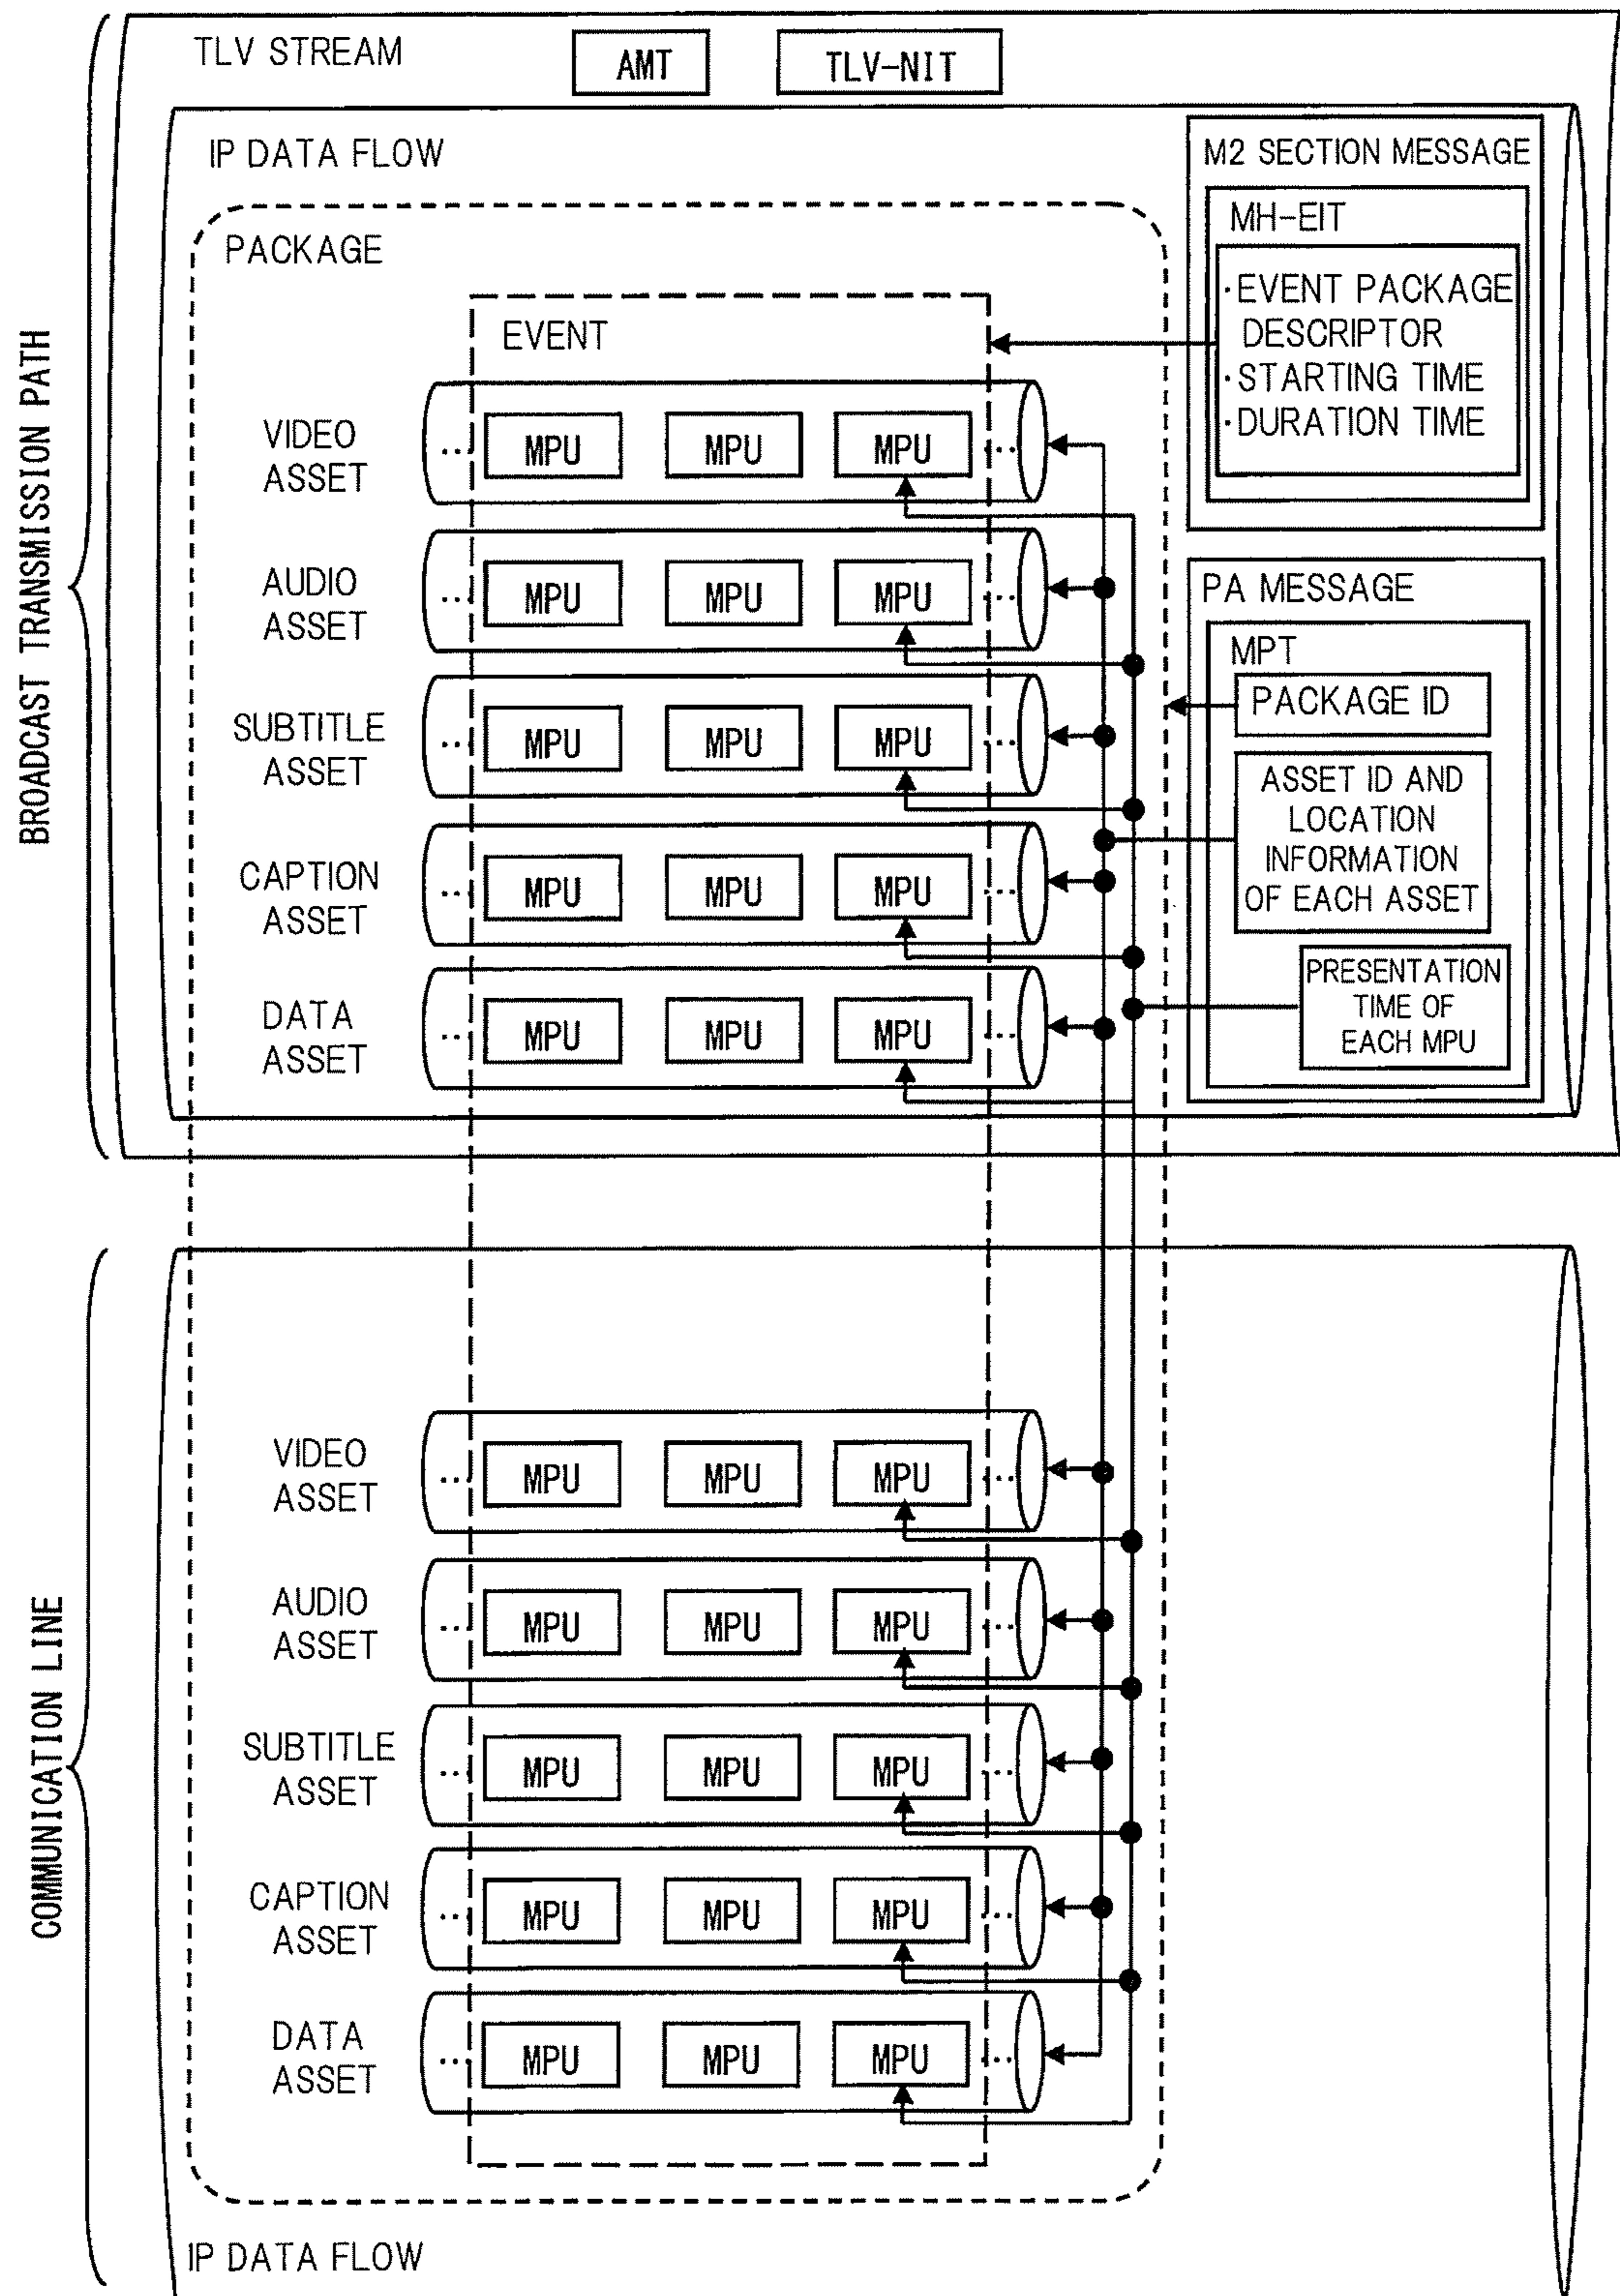 BROADCAST TRANSMISSION PATH
TLV STREAM
AMT
TLV-NIT
IP DATA FLOW
PACKAGE
EVENT
VIDEO
ASSET
... MPU MPU MPU ...
AUDIO
ASSET
... MPU MPU MPU ...
SUBTITLE
ASSET
... MPU MPU MPU ...
CAPTION
ASSET
... MPU MPU MPU ...
DATA
ASSET
... MPU MPU MPU ...
M2 SECTION MESSAGE
MH-EIT
·EVENT PACKAGE
DESCRIPTOR
·STARTING TIME
·DURATION TIME
PA MESSAGE
MPT
PACKAGE ID
ASSET ID AND
LOCATION
INFORMATION
OF EACH ASSET
PRESENTATION
TIME OF
EACH MPU
COMMUNICATION LINE
VIDEO
ASSET
... MPU MPU MPU ...
AUDIO
ASSET
... MPU MPU MPU ...
SUBTITLE
ASSET
... MPU MPU MPU ...
CAPTION
ASSET
... MPU MPU MPU ...
DATA
ASSET
... MPU MPU MPU ...
IP DATA FLOW